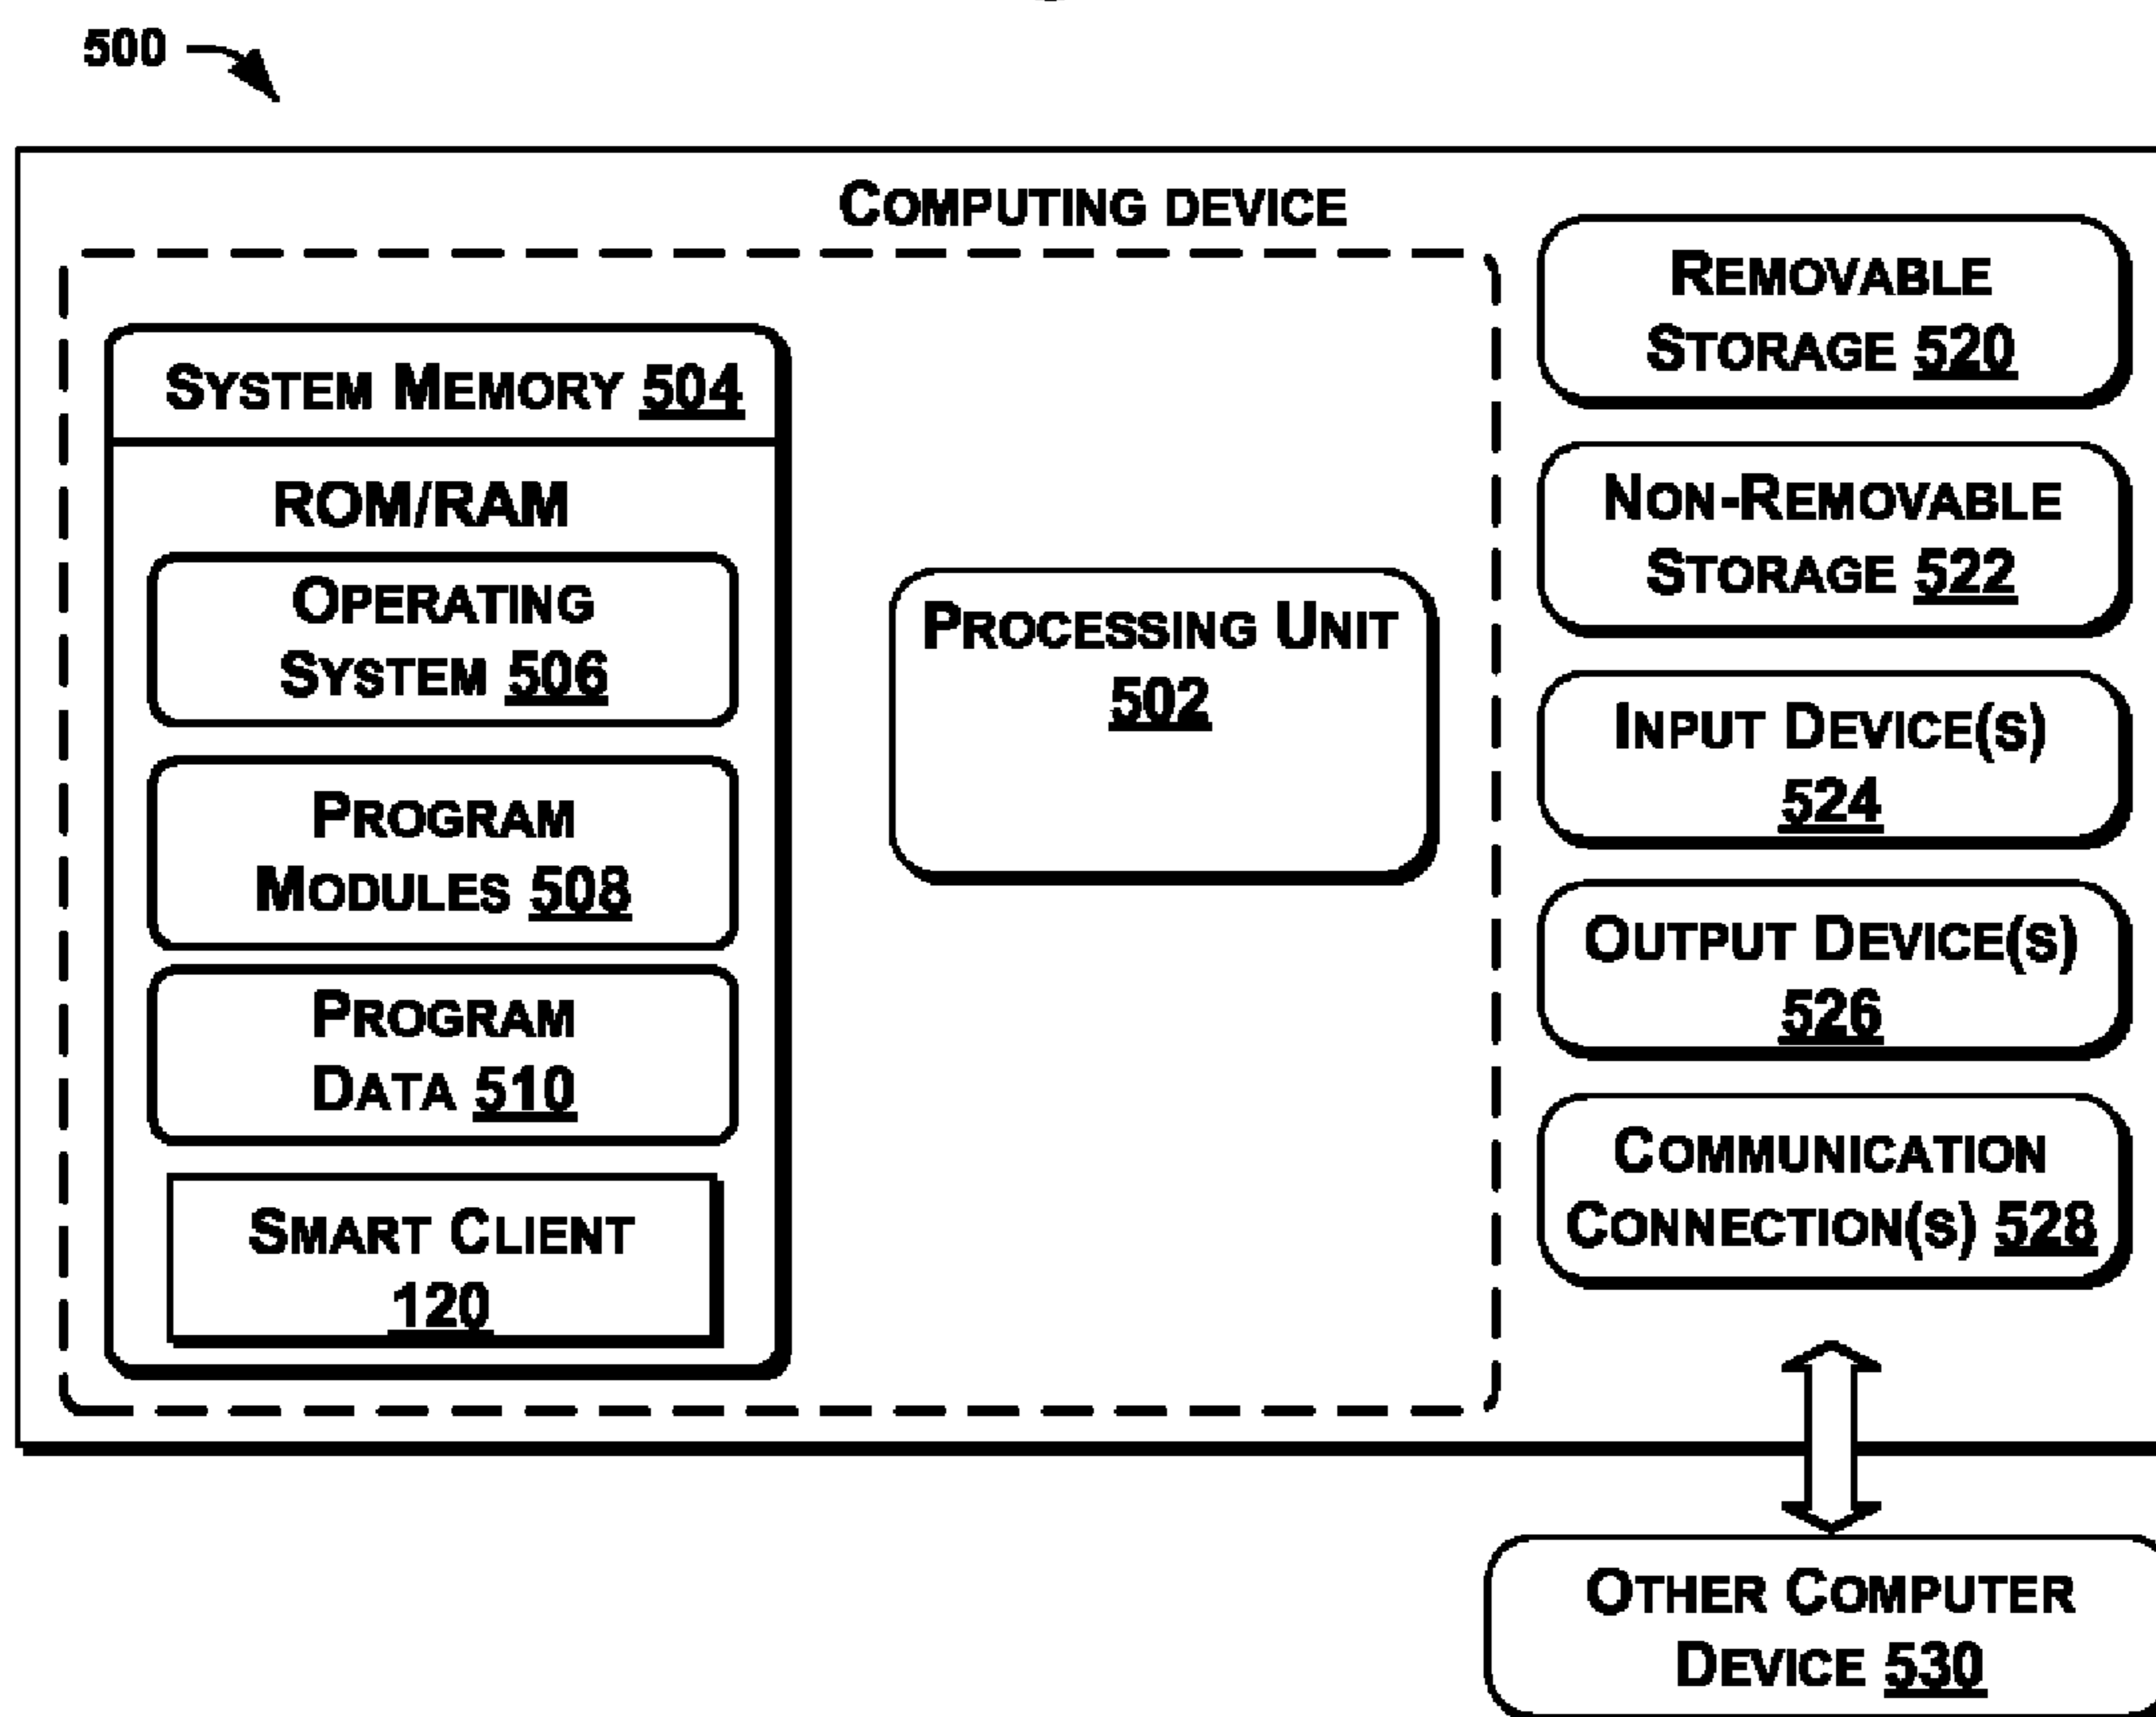 500
COMPUTING DEVICE
SYSTEM MEMORY 504
ROM/RAM
OPERATING
SYSTEM 506
PROGRAM
MODULES 508
PROGRAM
DATA 510
SMART CLIENT
120
PROCESSING UNIT
502
REMOVABLE
STORAGE 520
NON-REMOVABLE
STORAGE 522
INPUT DEVICE(S)
524
OUTPUT DEVICE(S)
526
COMMUNICATION
CONNECTION(S) 528
OTHER COMPUTER
DEVICE 530